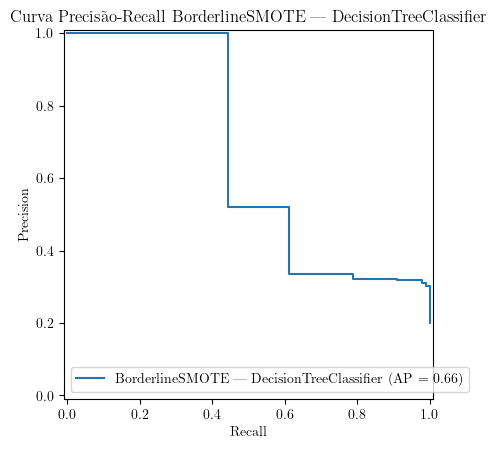 Curva Precisão-Recall BorderlineSMOTE — DecisionTreeClassifier
1.0
0.8
0.6
0.4
0.2
0.0
Precision
BorderlineSMOTE — DecisionTreeClassifier (AP = 0.66)
0.0 0.2 0.4 0.6 0.8 1.0
Recall